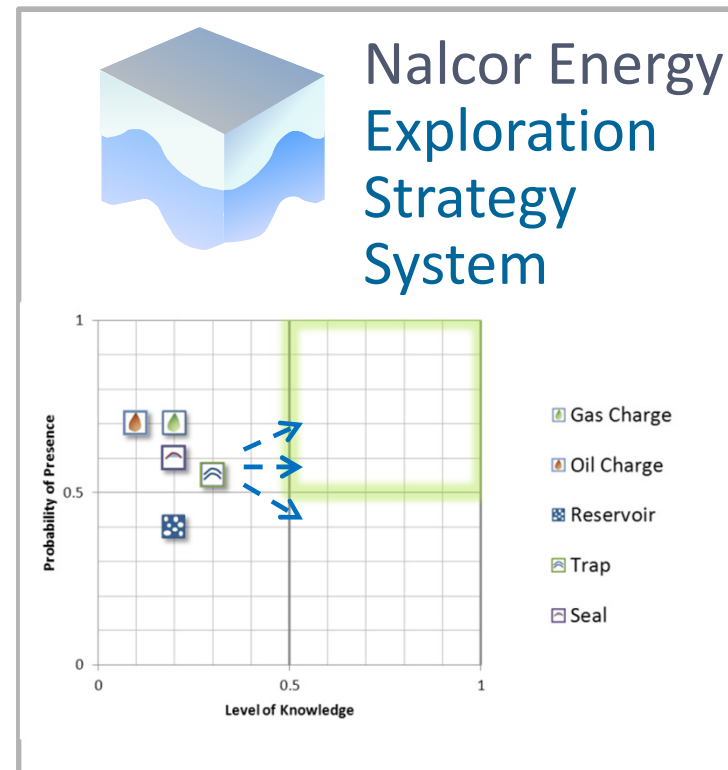 Nalcor Energy
Exploration
Strategy
System
1
Probability of Presence
0.5
0
0
0.5
1
Level of Knowledge
Gas Charge
Oil Charge
Reservoir
Trap
Seal